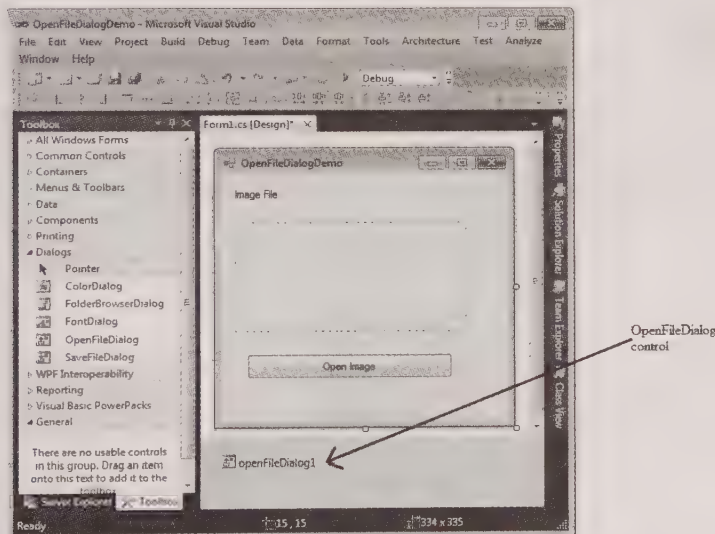 OpenFileDialogDemo - Microsoft Visual Studio
File Edit View Project Build Debug Team Data Format Tools Architecture Test Analyze
Window Help
Debug
Toolbox
All Windows Forms
Common Controls
Containers
Menus & Toolbars
Data
Components
Printing
Dialogs
Pointer
ColorDialog
FolderBrowserDialog
FontDialog
OpenFileDialog
SaveFileDialog
WPF Interoperability
Reporting
Visual Basic PowerPacks
General
There are no usable controls
in this group. Drag an item
onto this text to add it to the
toolbox.
Server Explorer Toolbox
Form1.cs [Design]*
OpenFileDialogDemo
Image File
Open Image
openFileDialog1
Properties
Solution Explorer
Team Explorer
Class View
OpenFileDialog
control
Ready
15 , 15
334 x 335